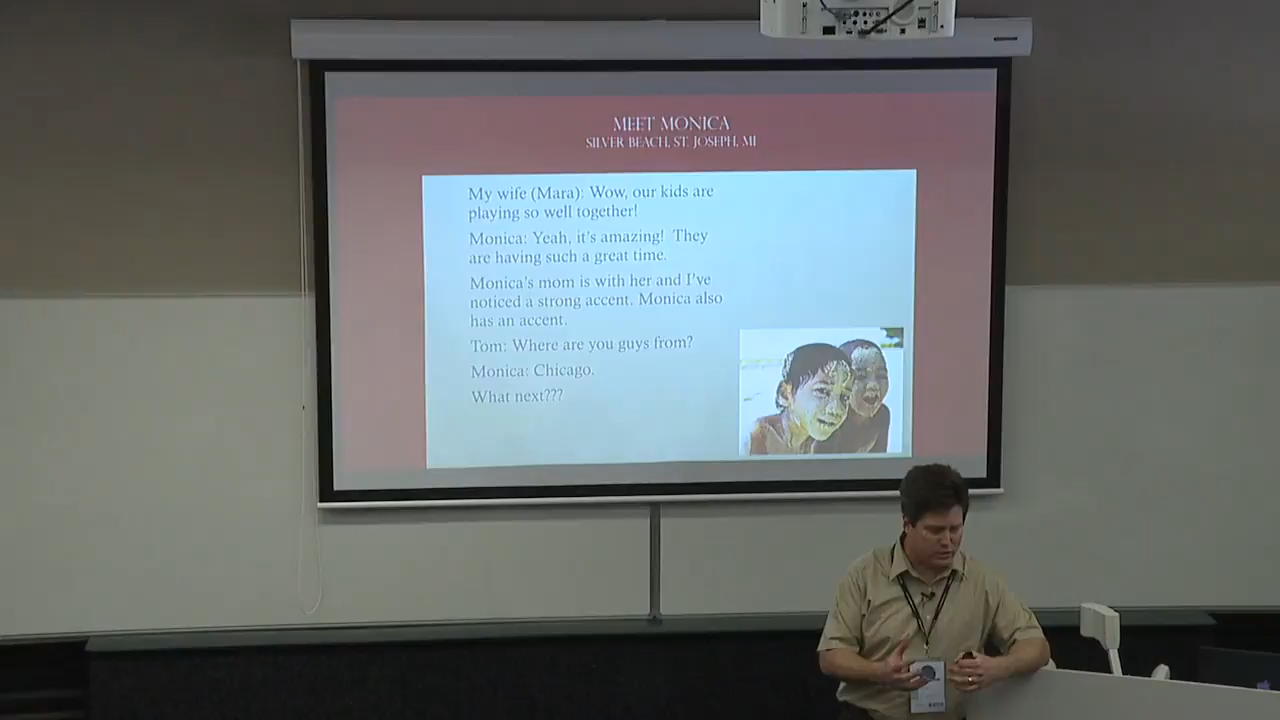 MEET MONICA
SILVER BEACH, ST. JOSEPH, MI
My wife (Mara): Wow, our kids are
playing so well together!
Monica: Yeah, it's amazing! They
are having such a great time.
Monica's mom is with her and I've
noticed a strong accent. Monica also
has an accent.
Tom: Where are you guys from?
Monica: Chicago.
What next???